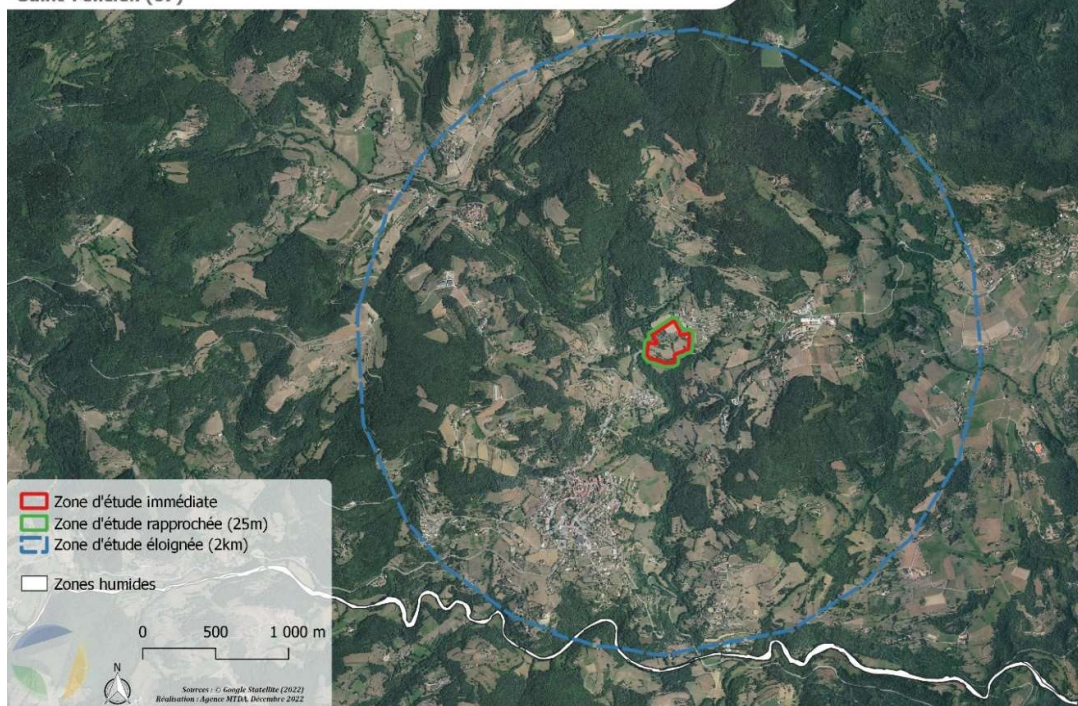 Zone d'étude immédiate
Zone d'étude rapprochée (25m)
Zone d'étude éloignée (2km)
Zones humides
0 500 1 000 m
N
Sources : © Google Statellite (2022)
Réalisation : Agence MTDA, Décembre 2022